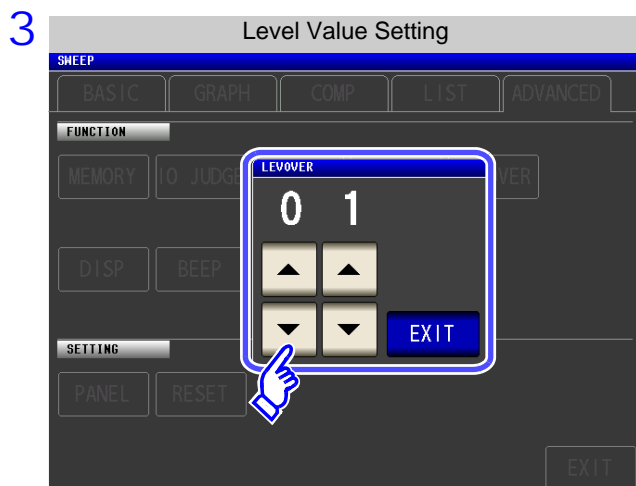 3
Level Value Setting
SWEEP
BASIC GRAPH COMP LIST ADVANCED
FUNCTION
MEMORY IO JUDGE VER
LEVOVER
0 1
DISP BEEP
EXIT
SETTING
PANEL RESET
EXIT